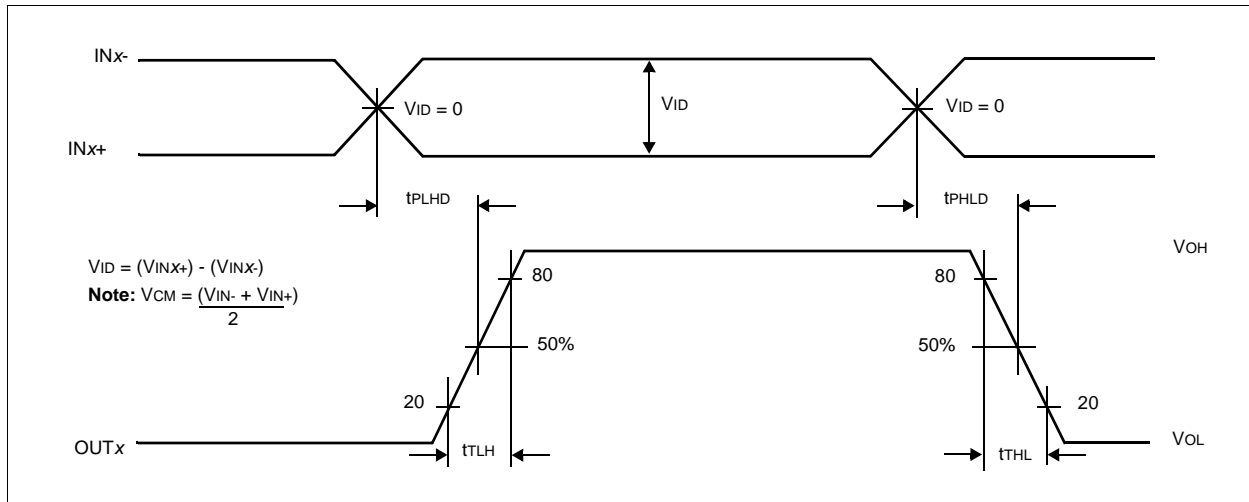 INx-
VID = 0
VID
VID = 0
INx+
tPLHD
tPHLD
VOH
VID = (VINX+) - (VINX-)
80
80
Note: VCM = (VIN- + VIN+)
2
50%
50%
20
20
OUTx
tTLH
tTHL
VOL